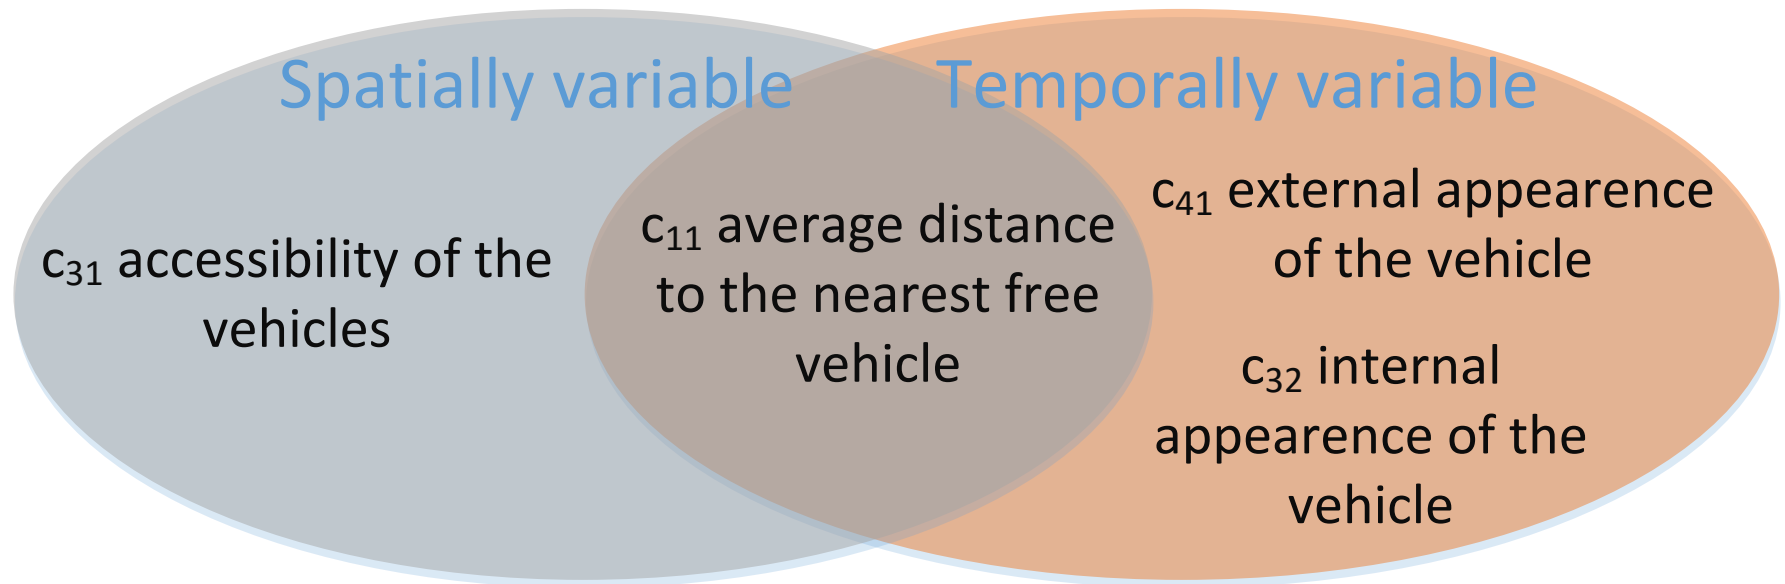 Spatially variable
Temporally variable
c₃₁ accessibility of the
vehicles
c₁₁ average distance
to the nearest free
vehicle
c₄₁ external appearence
of the vehicle
c₃₂ internal
appearence of the
vehicle